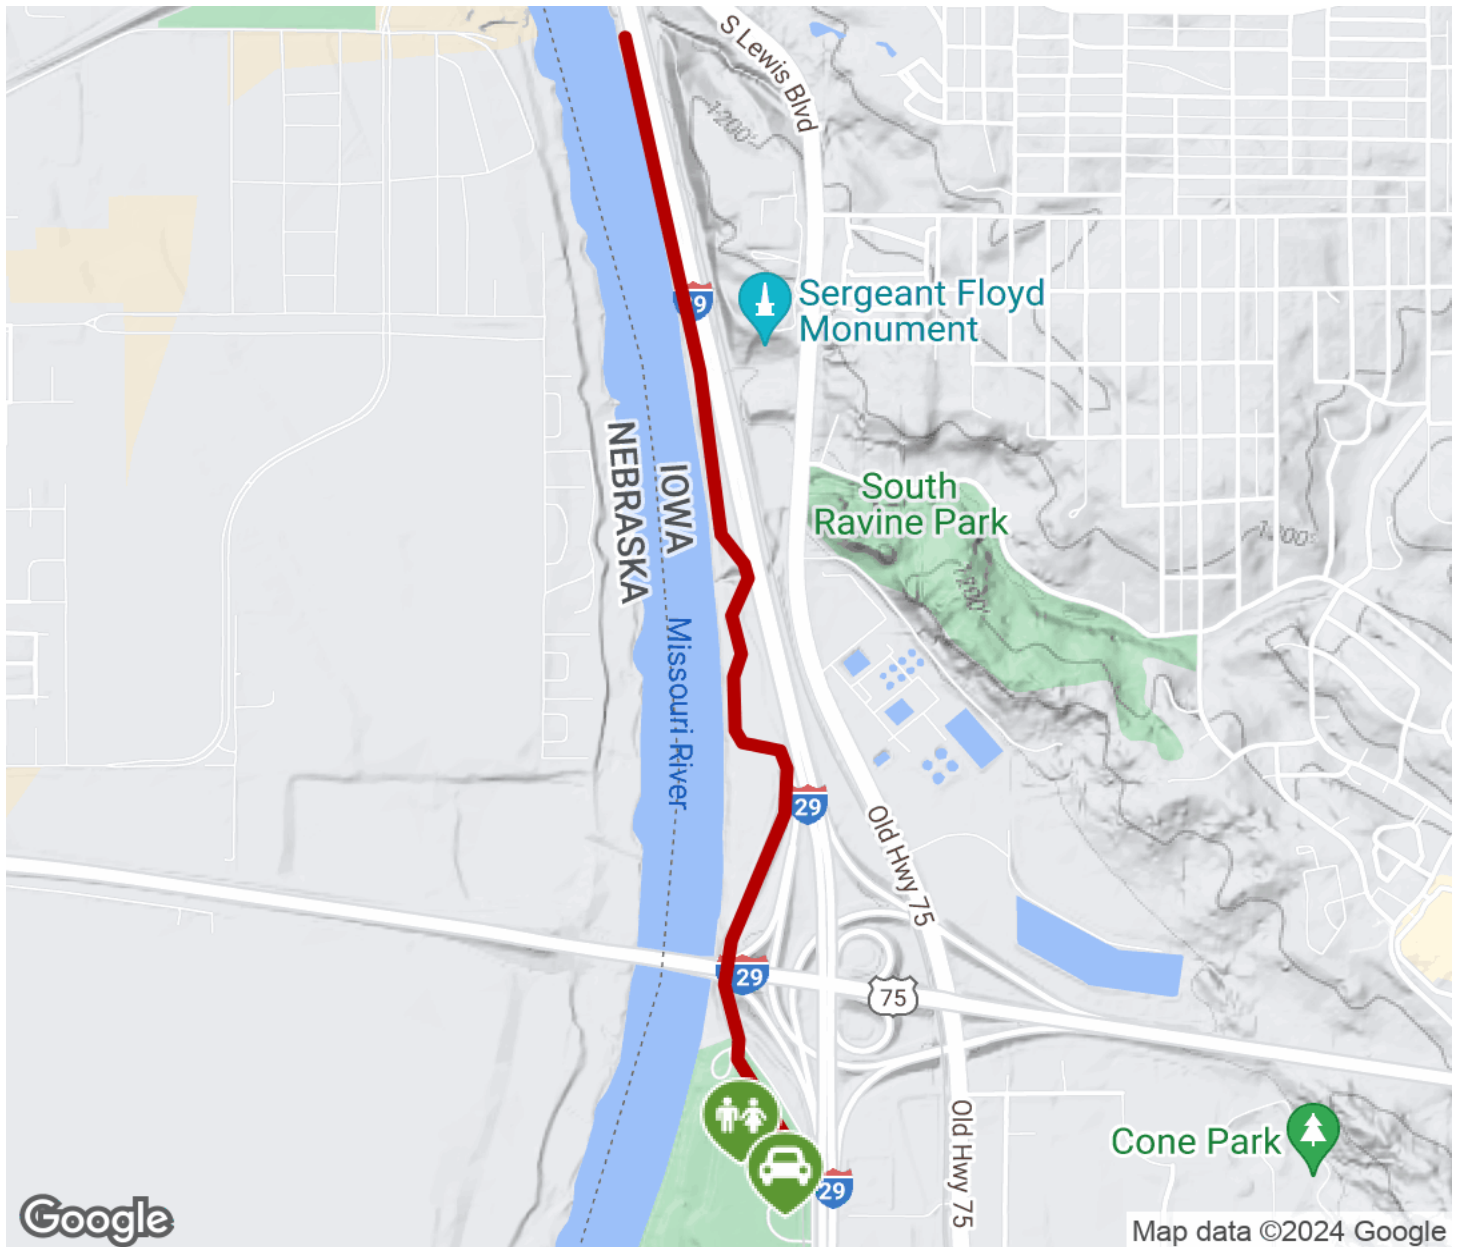 S Lewis Blvd
1200'
9
Sergeant Floyd
Monument
NEBRASKA
IOWA
South
Ravine Park
1200'
1200'
Missouri River
29
Old Hwy 75
29
75
Old Hwy 75
Cone Park
29
Google
Map data ©2024 Google